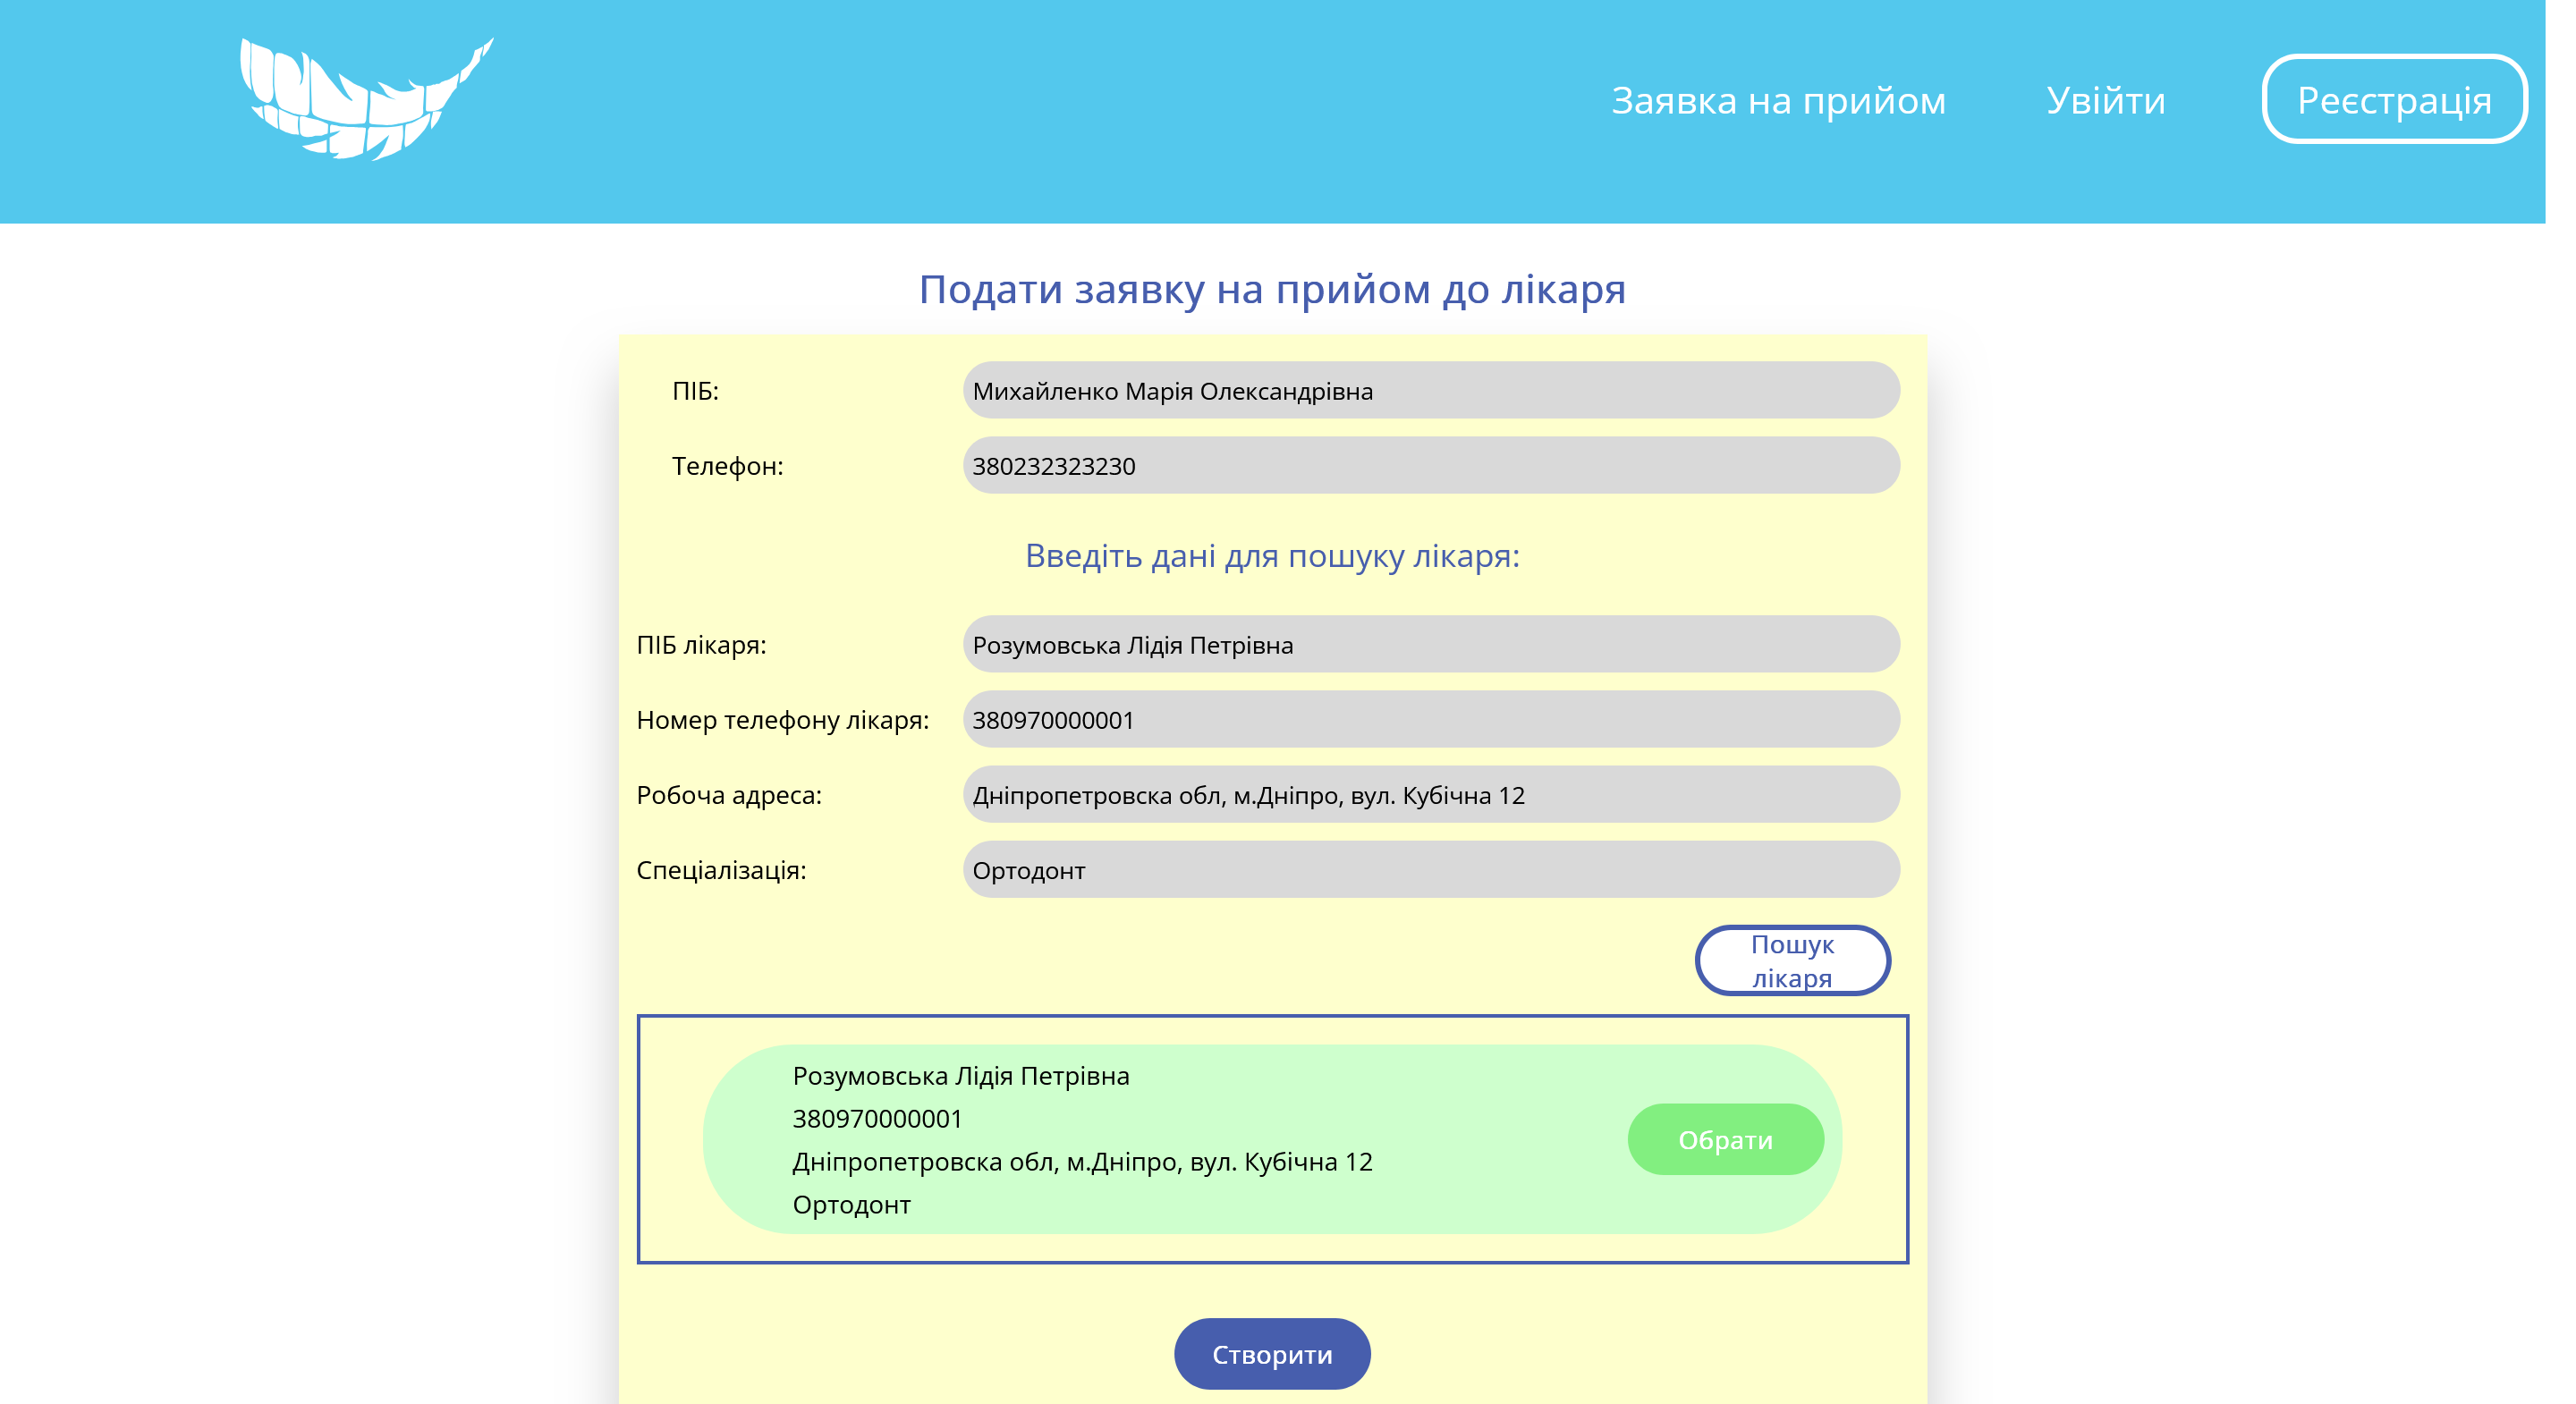 Заявка на прийом
Увійти
Реєстрація
Подати заявку на прийом до лікаря
ПІБ:
Михайленко Марія Олександрівна
Телефон:
380232323230
Введіть дані для пошуку лікаря:
ПІБ лікаря:
Розумовська Лідія Петрівна
Номер телефону лікаря:
380970000001
Робоча адреса:
Дніпропетровска обл, м.Дніпро, вул. Кубічна 12
Спеціалізація:
Ортодонт
Пошук
лікаря
Розумовська Лідія Петрівна
380970000001
Дніпропетровска обл, м.Дніпро, вул. Кубічна 12
Ортодонт
Обрати
Створити